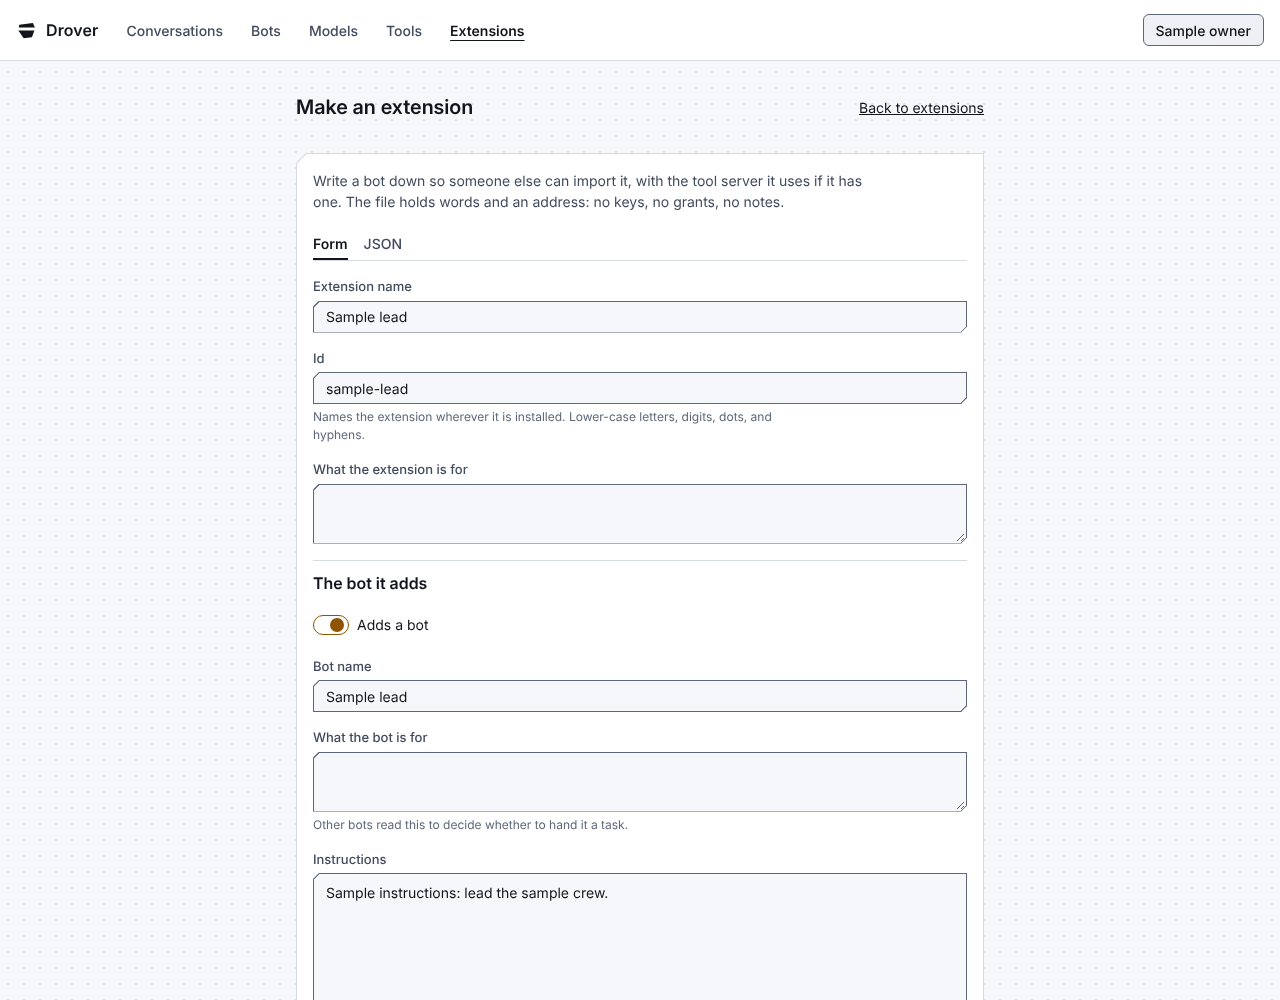 Drover
Conversations
Bots
Models
Tools
Extensions
Sample owner
Make an extension
Back to extensions
Write a bot down so someone else can import it, with the tool server it uses if it has
one. The file holds words and an address: no keys, no grants, no notes.
Form
JSON
Extension name
Sample lead
Id
sample-lead
Names the extension wherever it is installed. Lower-case letters, digits, dots, and
hyphens.
What the extension is for
The bot it adds
Adds a bot
Bot name
Sample lead
What the bot is for
Other bots read this to decide whether to hand it a task.
Instructions
Sample instructions: lead the sample crew.